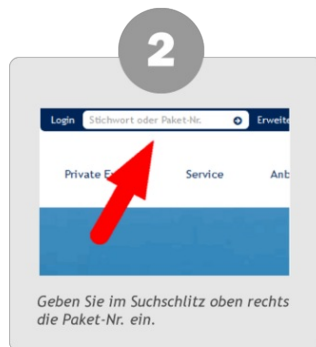 2
Login Stichwort oder Paket-Nr. Erweite
Private Service Anb
Geben Sie im Suchschlitz oben rechts
die Paket-Nr. ein.